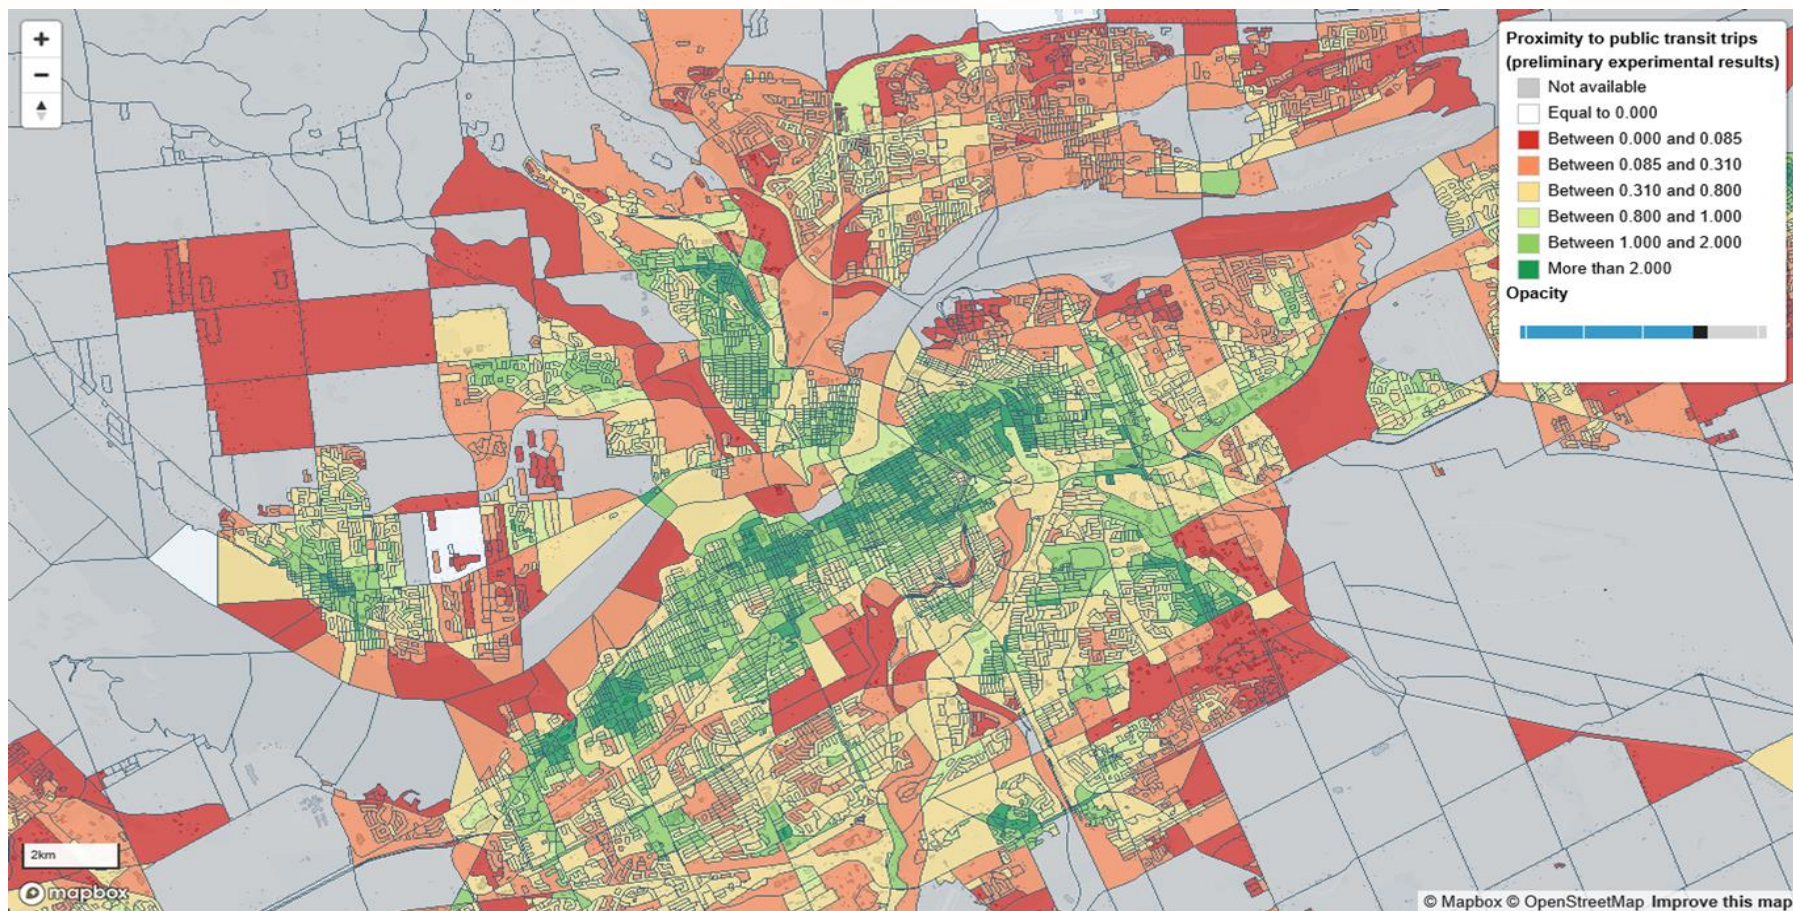 +
−
Proximity to public transit trips
(preliminary experimental results)
Not available
Equal to 0.000
Between 0.000 and 0.085
Between 0.085 and 0.310
Between 0.310 and 0.800
Between 0.800 and 1.000
Between 1.000 and 2.000
More than 2.000
Opacity
2km
mapbox
© Mapbox © OpenStreetMap Improve this map